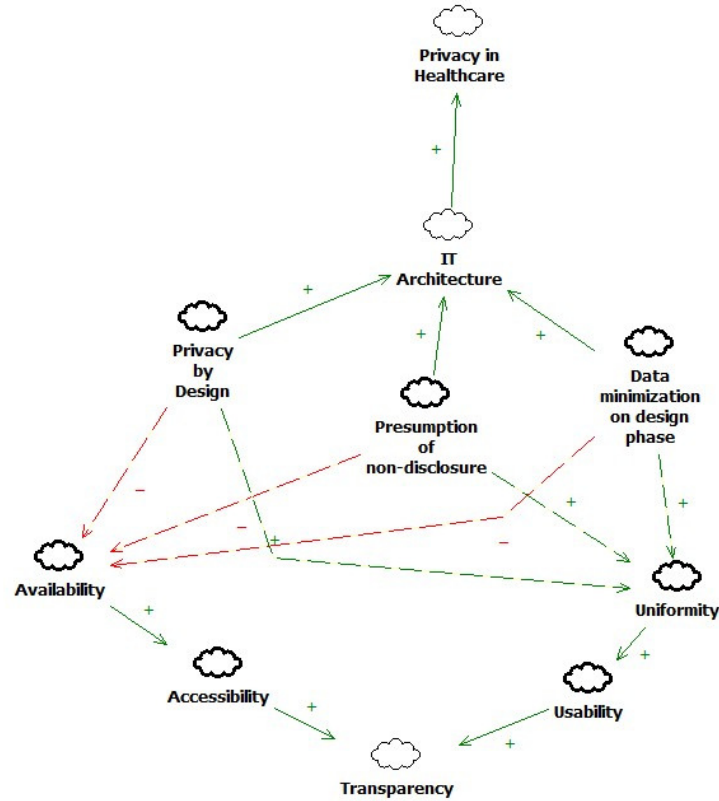 Privacy in
Healthcare
+
IT
Architecture
+
+
+
Privacy
by
Design
Data
minimization
on design
phase
Presumption
of
non-disclosure
−
−
+
−
+
+
Availability
Uniformity
+
+
Accessibility
Usability
+
+
Transparency